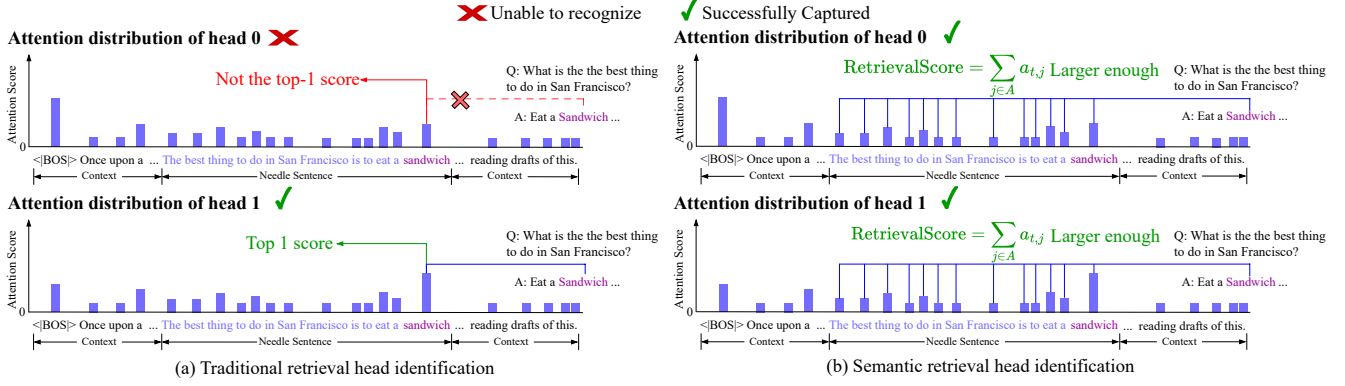 Unable to recognize
Successfully Captured
Attention distribution of head 0
Attention Score
0
Not the top-1 score
Q: What is the the best thing
to do in San Francisco?
A: Eat a Sandwich ...
<|BOS|> Once upon a ... The best thing to do in San Francisco is to eat a sandwich ... reading drafts of this.
Context
Needle Sentence
Context
Attention distribution of head 1
Attention Score
0
Top 1 score
Q: What is the the best thing
to do in San Francisco?
A: Eat a Sandwich ...
<|BOS|> Once upon a ... The best thing to do in San Francisco is to eat a sandwich ... reading drafts of this.
Context
Needle Sentence
Context
(a) Traditional retrieval head identification
Attention distribution of head 0
Attention Score
0
RetrievalScore = ∑ a_{t,j} Larger enough
j∈A
Q: What is the the best thing
to do in San Francisco?
A: Eat a Sandwich ...
<|BOS|> Once upon a ... The best thing to do in San Francisco is to eat a sandwich ... reading drafts of this.
Context
Needle Sentence
Context
Attention distribution of head 1
Attention Score
0
RetrievalScore = ∑ a_{t,j} Larger enough
j∈A
Q: What is the the best thing
to do in San Francisco?
A: Eat a Sandwich ...
<|BOS|> Once upon a ... The best thing to do in San Francisco is to eat a sandwich ... reading drafts of this.
Context
Needle Sentence
Context
(b) Semantic retrieval head identification